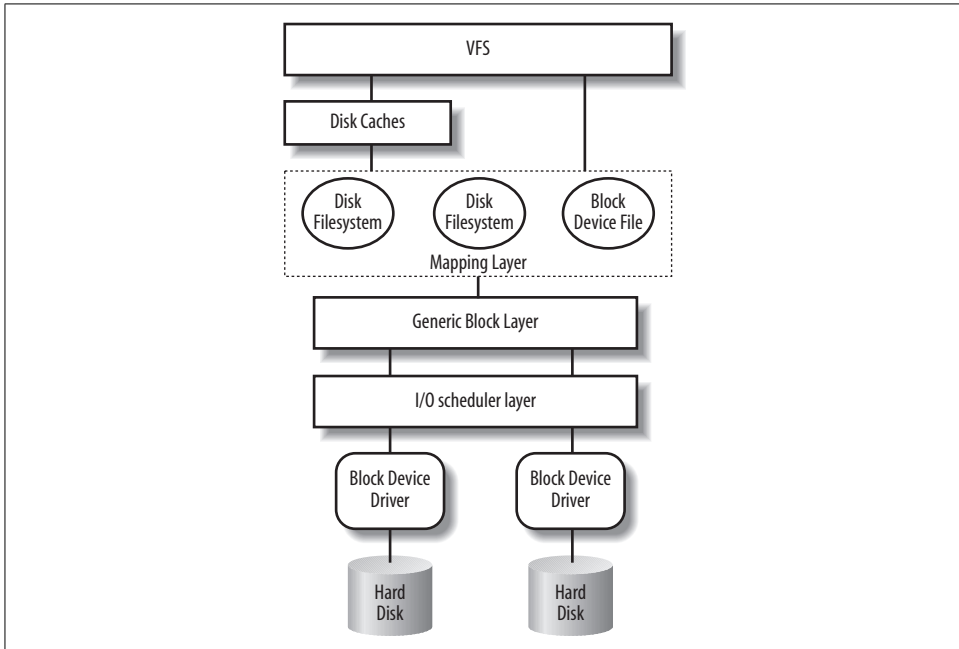 VFS
Disk Caches
Disk
Filesystem
Disk
Filesystem
Block
Device File
Mapping Layer
Generic Block Layer
I/O scheduler layer
Block Device
Driver
Block Device
Driver
Hard
Disk
Hard
Disk